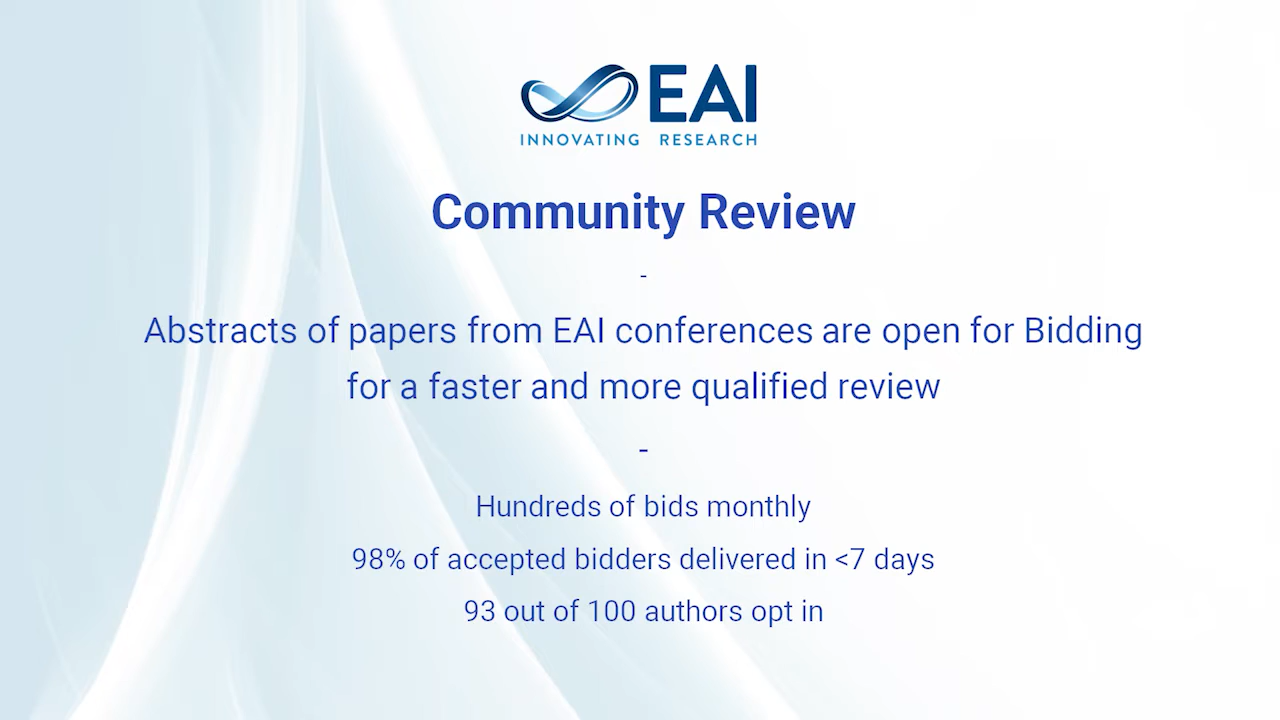 EAI
INNOVATING RESEARCH
Community Review
-
Abstracts of papers from EAI conferences are open for Bidding
for a faster and more qualified review
-
Hundreds of bids monthly
98% of accepted bidders delivered in <7 days
93 out of 100 authors opt in